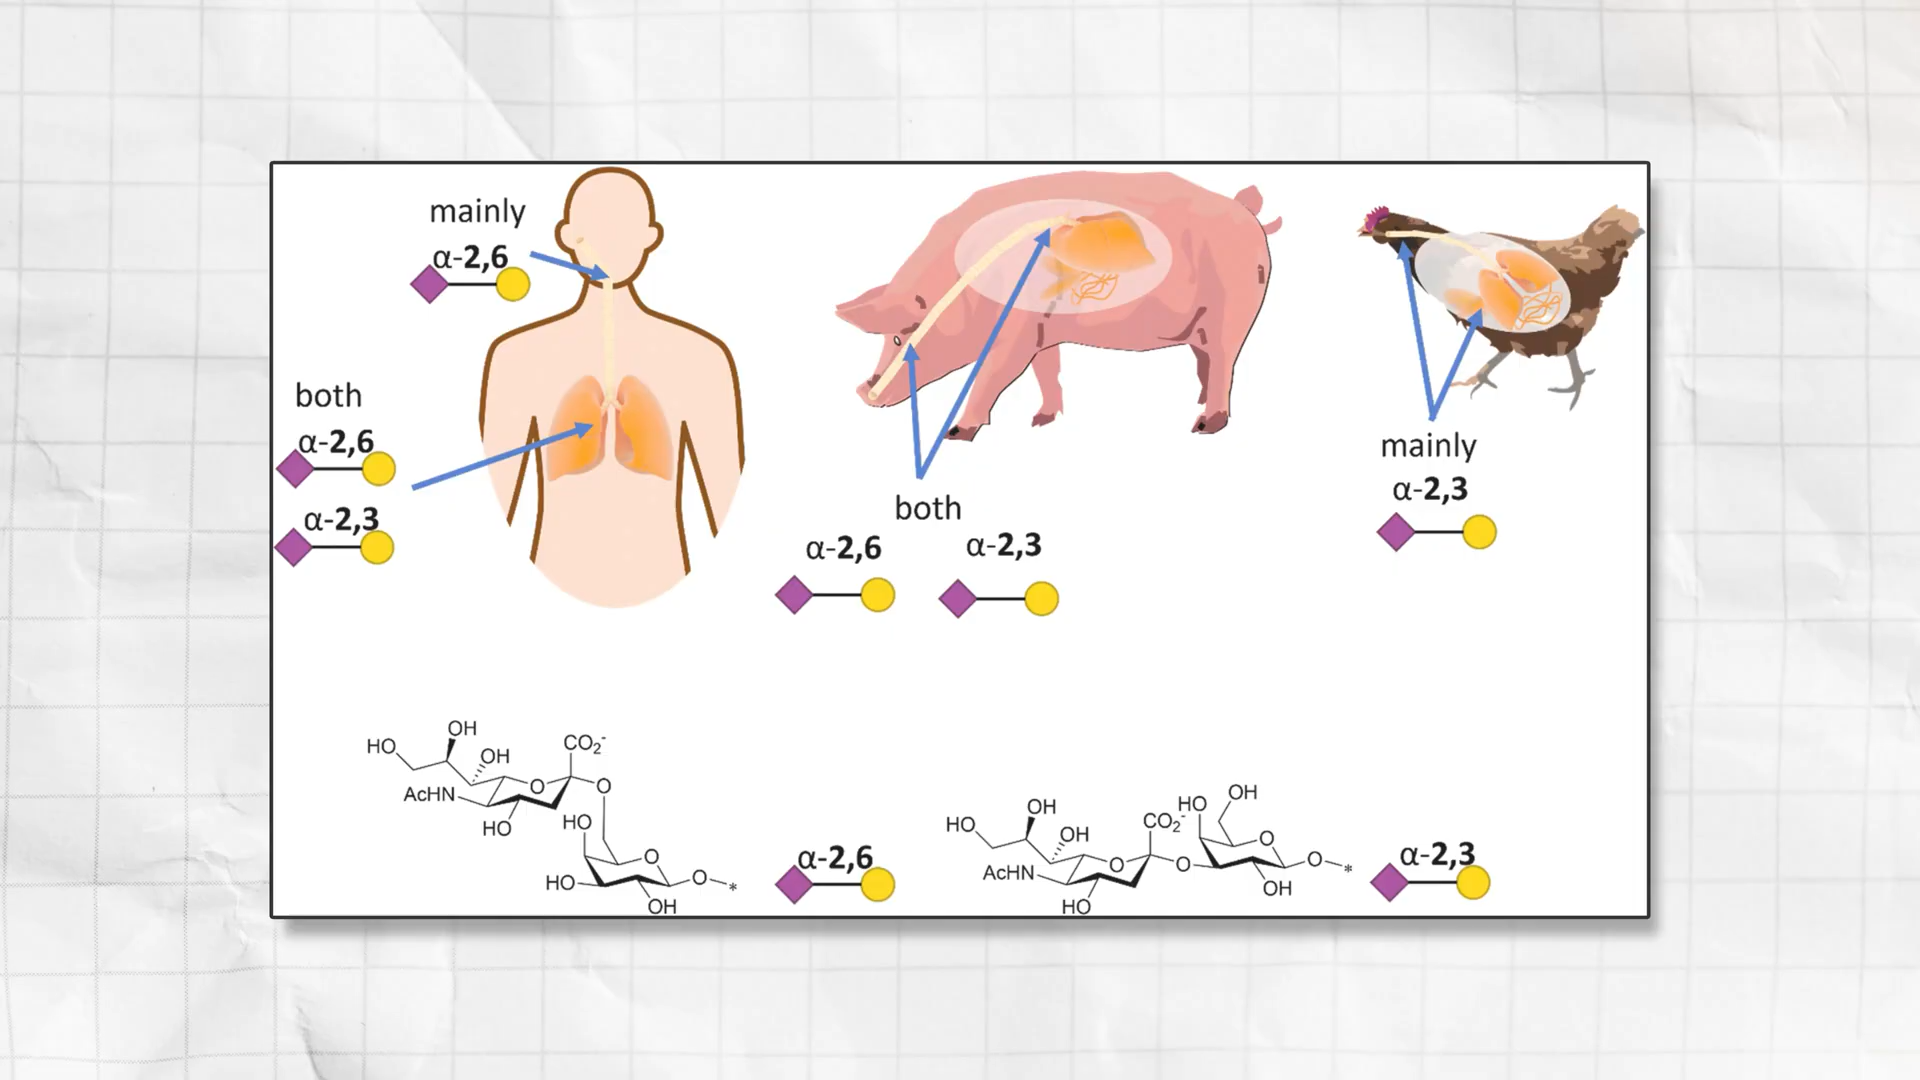 mainly
α-2,6
both
α-2,6
α-2,3
both
α-2,6
α-2,3
mainly
α-2,3
HO
OH
OH
CO₂⁻
AcHN
O
O
HO
HO
O
HO
O
*
OH
α-2,6
HO
OH
OH
CO₂⁻
HO
OH
AcHN
O
O
O
O
*
HO
OH
α-2,3